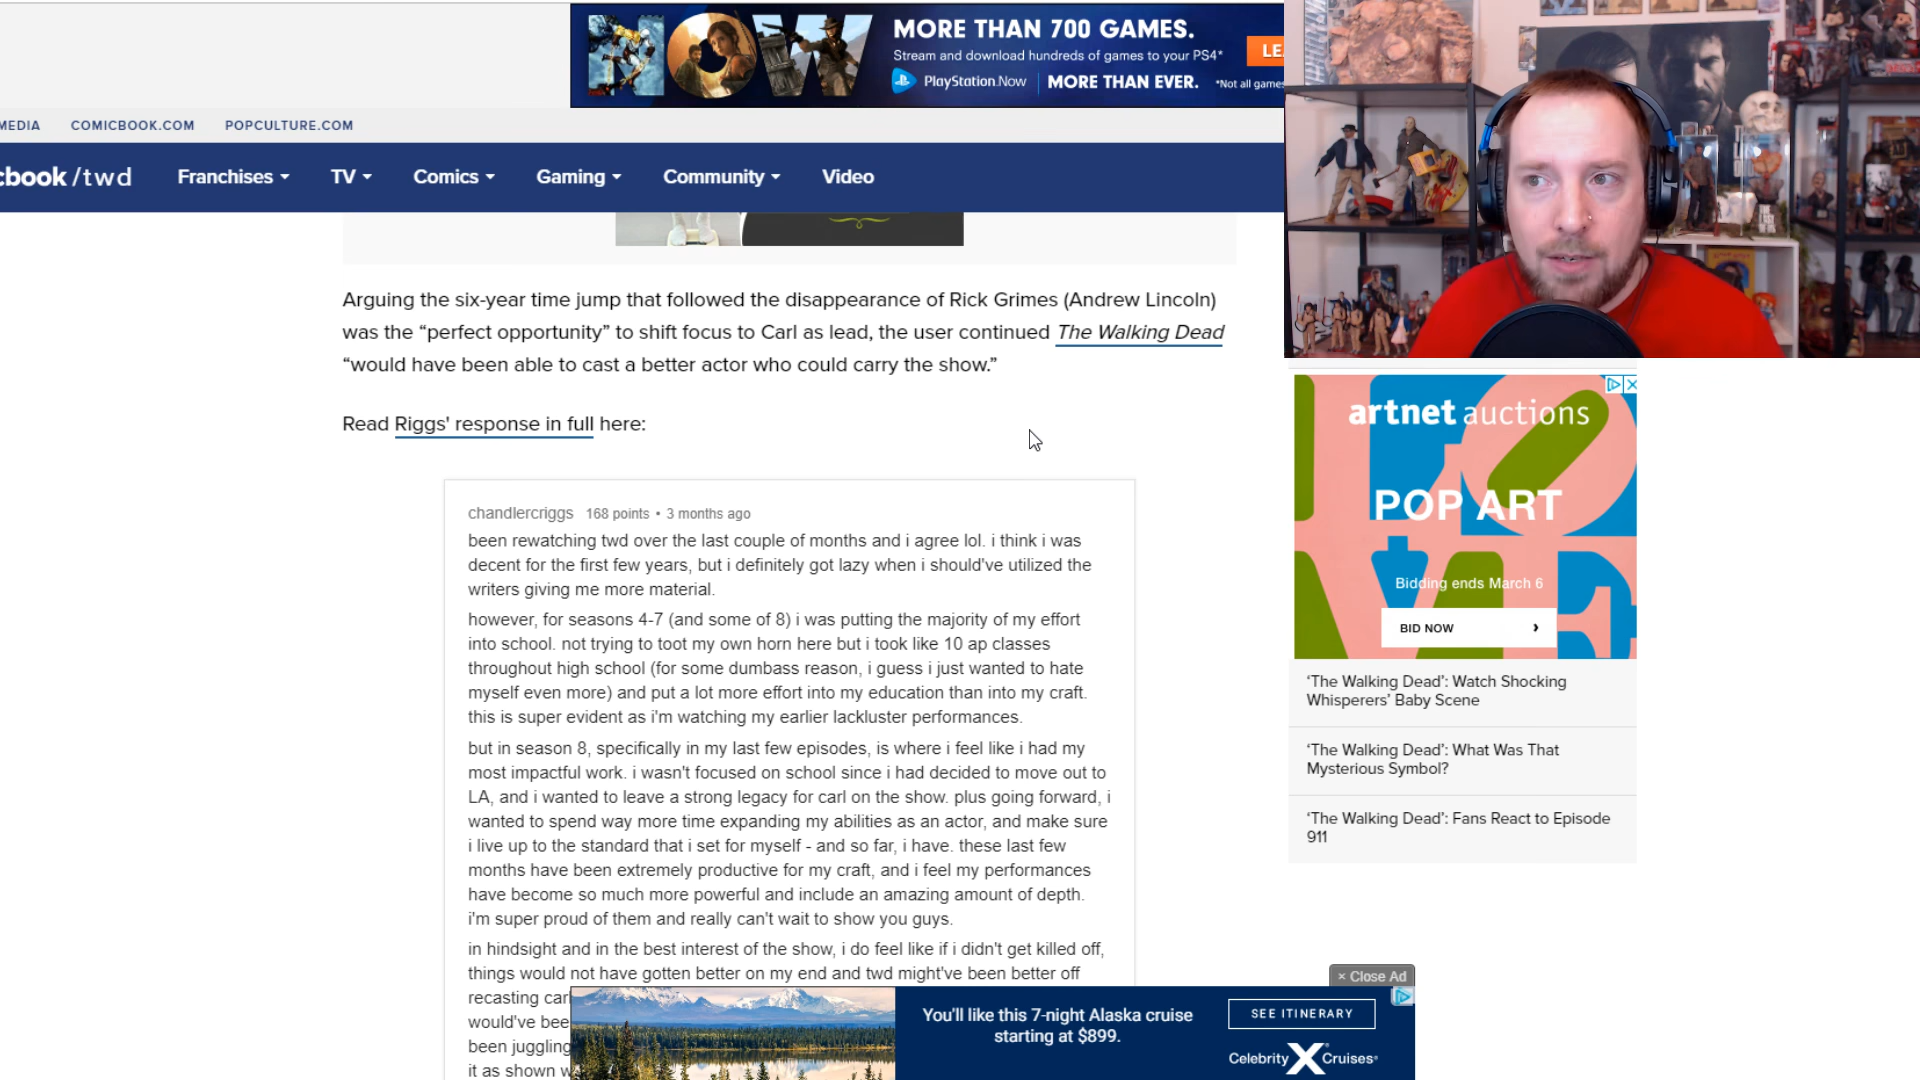 NOW
MORE THAN 700 GAMES.
Stream and download hundreds of games to your PS4*
PlayStation Now
MORE THAN EVER.
*Not all games
LE
MEDIA
COMICBOOK.COM
POPCULTURE.COM
cbook/twd
Franchises
TV
Comics
Gaming
Community
Video
Arguing the six-year time jump that followed the disappearance of Rick Grimes (Andrew Lincoln)
was the “perfect opportunity” to shift focus to Carl as lead, the user continued The Walking Dead
“would have been able to cast a better actor who could carry the show.”
Read Riggs' response in full here:
chandlercriggs 168 points • 3 months ago
been rewatching twd over the last couple of months and i agree lol. i think i was
decent for the first few years, but i definitely got lazy when i should've utilized the
writers giving me more material.
however, for seasons 4-7 (and some of 8) i was putting the majority of my effort
into school. not trying to toot my own horn here but i took like 10 ap classes
throughout high school (for some dumbass reason, i guess i just wanted to hate
myself even more) and put a lot more effort into my education than into my craft.
this is super evident as i'm watching my earlier lackluster performances.
but in season 8, specifically in my last few episodes, is where i feel like i had my
most impactful work. i wasn't focused on school since i had decided to move out to
LA, and i wanted to leave a strong legacy for carl on the show. plus going forward, i
wanted to spend way more time expanding my abilities as an actor, and make sure
i live up to the standard that i set for myself - and so far, i have. these last few
months have been extremely productive for my craft, and i feel my performances
have become so much more powerful and include an amazing amount of depth.
i'm super proud of them and really can't wait to show you guys.
in hindsight and in the best interest of the show, i do feel like if i didn't get killed off,
things would not have gotten better on my end and twd might've been better off
recasting carl
would've bee
been juggling
it as shown w
artnet auctions
POP ART
Bidding ends March 6
BID NOW
‘The Walking Dead’: Watch Shocking
Whisperers’ Baby Scene
‘The Walking Dead’: What Was That
Mysterious Symbol?
‘The Walking Dead’: Fans React to Episode
911
× Close Ad
You'll like this 7-night Alaska cruise
starting at $899.
SEE ITINERARY
Celebrity X Cruises